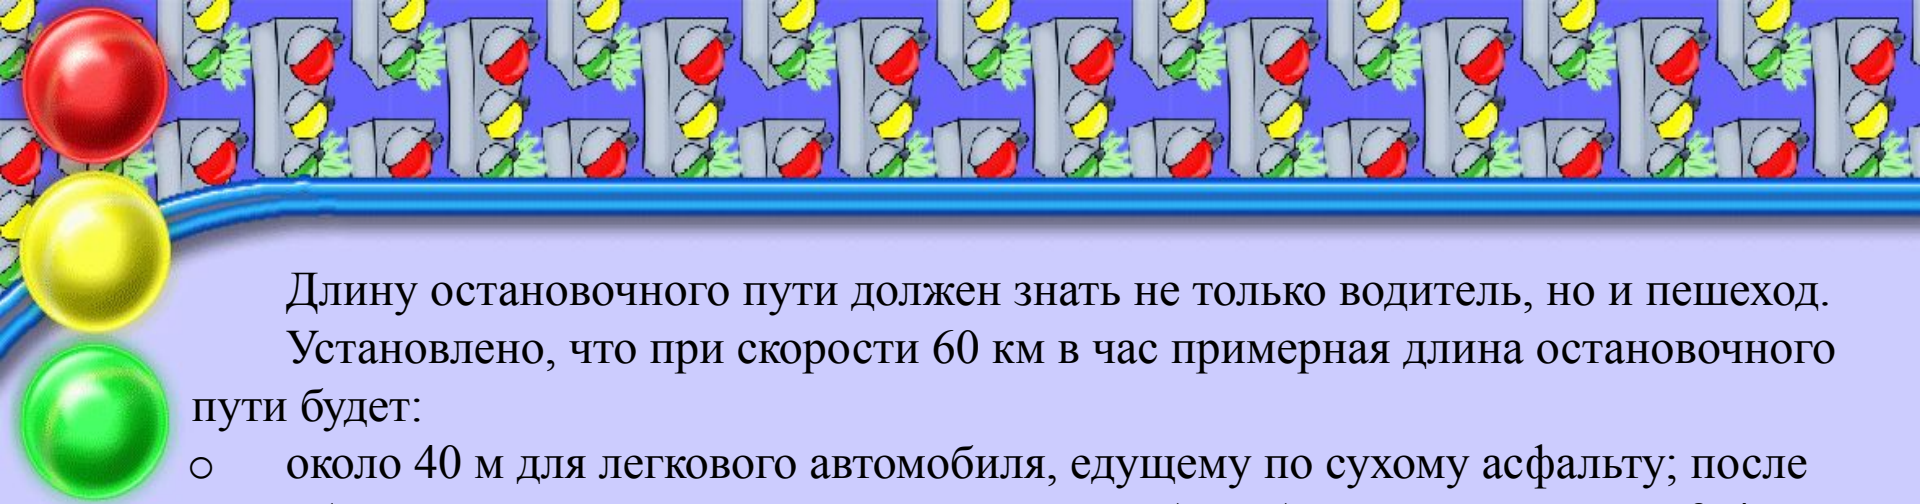 Длину остановочного пути должен знать не только водитель, но и пешеход.
Установлено, что при скорости 60 км в час примерная длина остановочного
пути будет:
○ около 40 м для легкового автомобиля, едущему по сухому асфальту; после